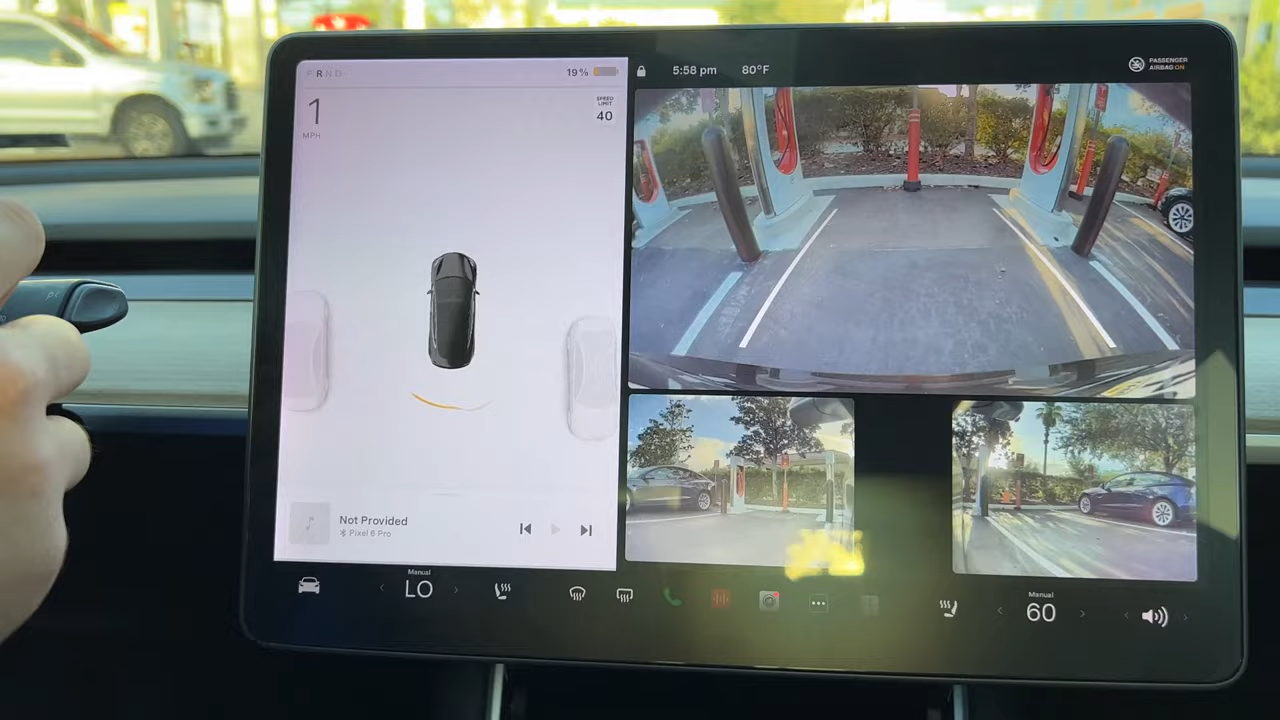 P R N D
19%
5:58 pm
80°F
PASSENGER
AIRBAG ON
1
MPH
SPEED
LIMIT
40
Not Provided
Pixel 6 Pro
Manual
LO
Manual
60